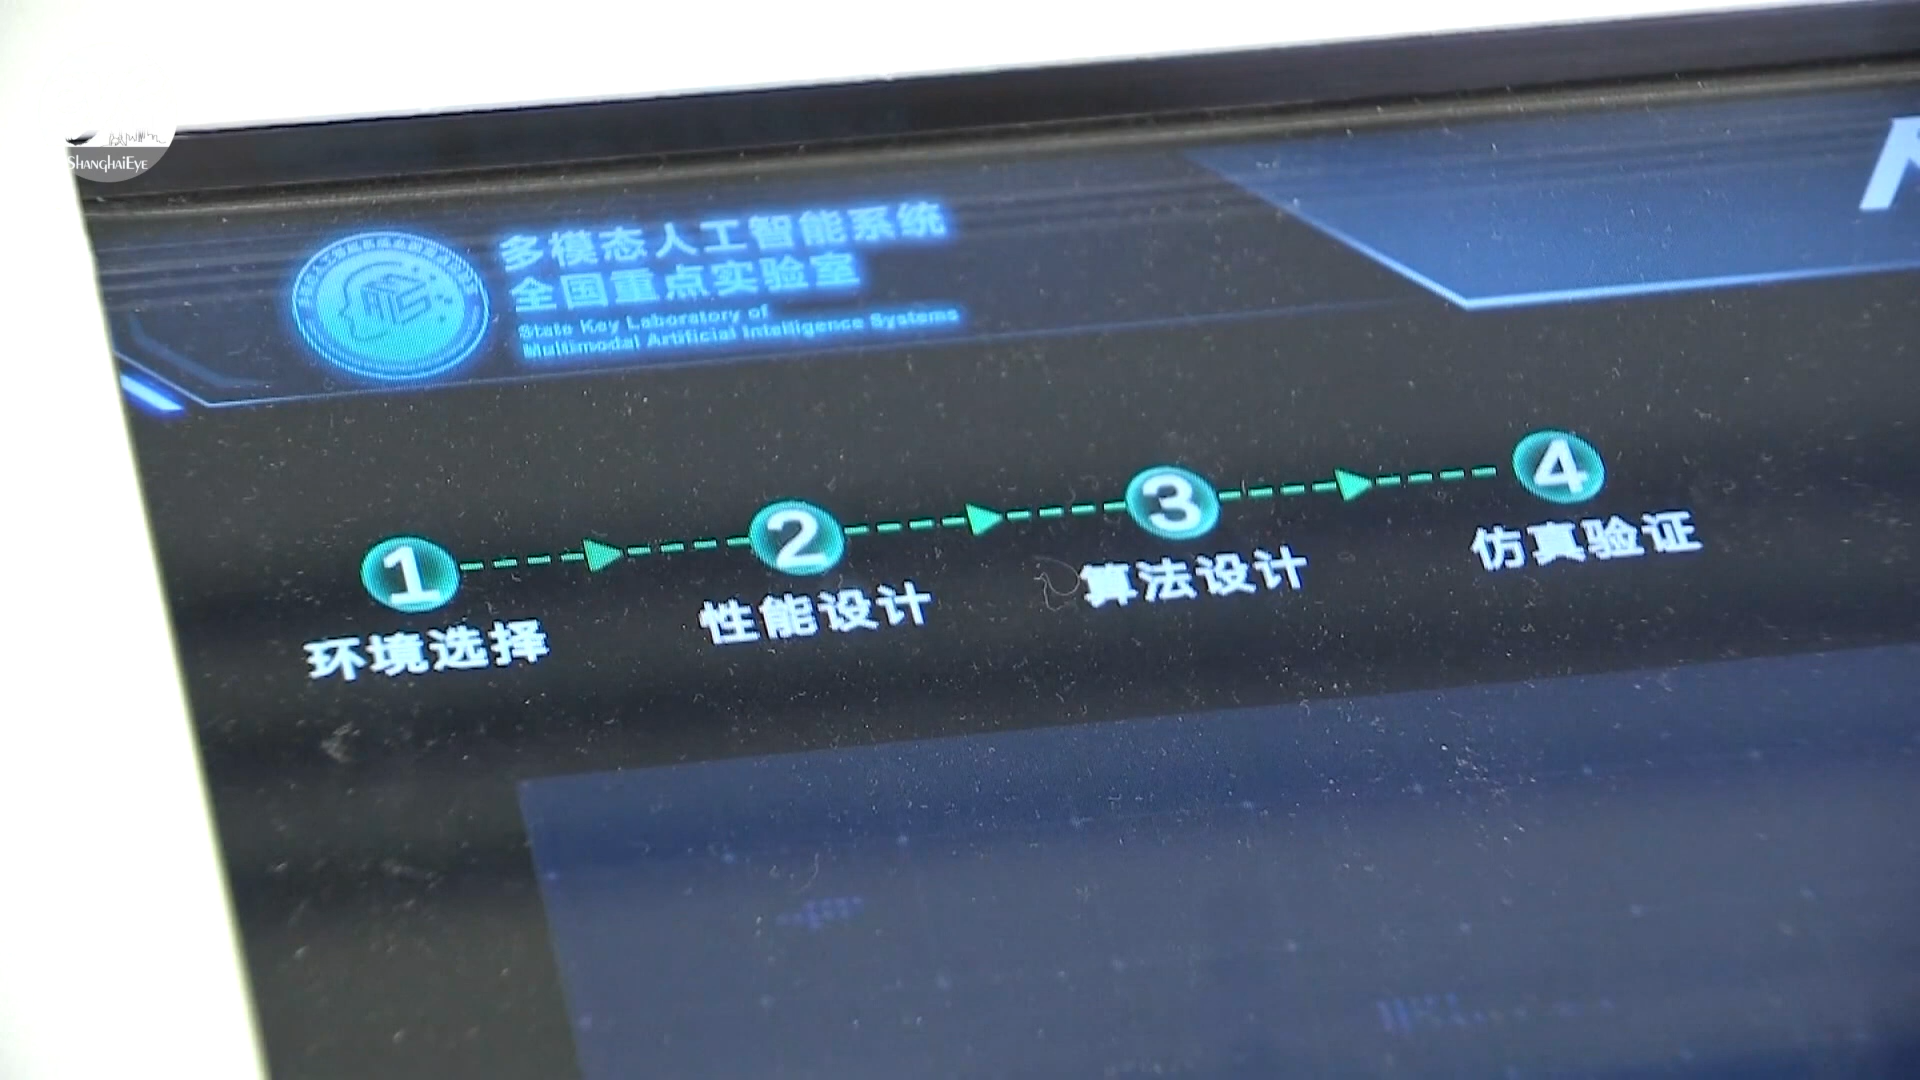 ShanghaiEye
多模态人工智能系统
全国重点实验室
State Key Laboratory of
Multimodal Artificial Intelligence Systems
1
2
3
4
环境选择
性能设计
算法设计
仿真验证